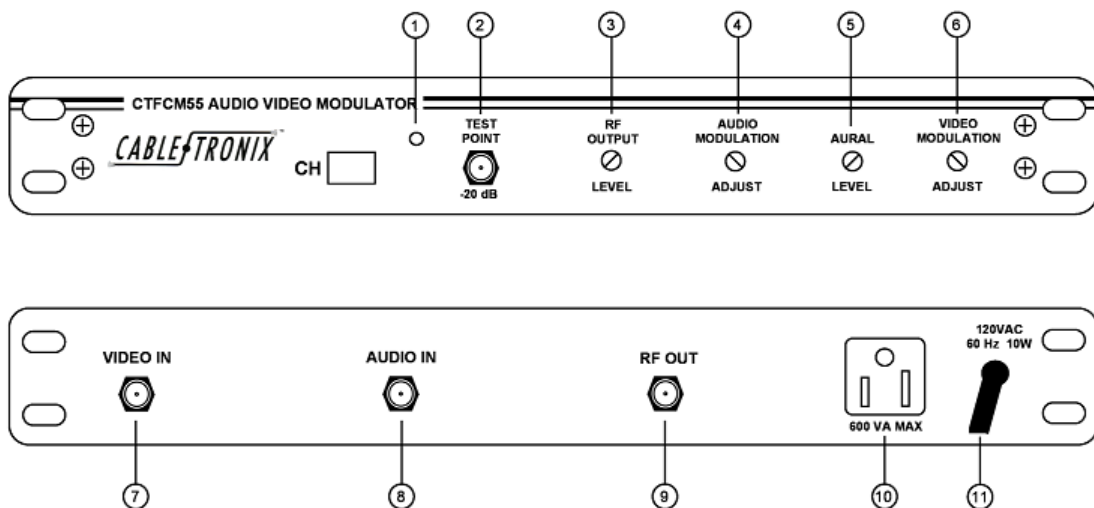 1 2 3 4 5 6
CTFCM55 AUDIO VIDEO MODULATOR
CABLETRONIX™
CH
TEST
POINT
-20 dB
RF
OUTPUT
LEVEL
AUDIO
MODULATION
ADJUST
AURAL
LEVEL
VIDEO
MODULATION
ADJUST
VIDEO IN
AUDIO IN
RF OUT
600 VA MAX
120VAC
60 Hz 10W
7 8 9 10 11